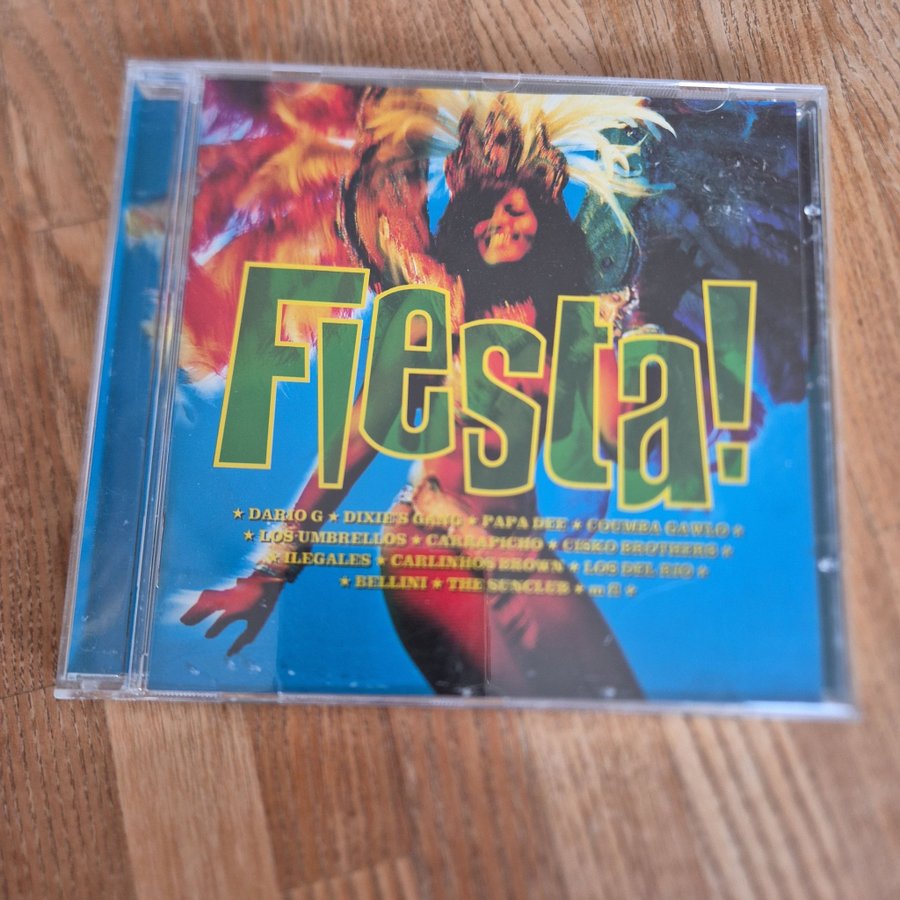 Fiesta!
★ DARIO G ★ DIXIE'S GANG ★ PAPA DEE ★ COUMBA GAWLO ★
★ LOS UMBRELLOS ★ CARRAPICHO ★ CISKO BROTHERS ★
★ ILEGALES ★ CARLINHOS BROWN ★ LOS DEL RIO ★
★ BELLINI ★ THE SUNCLUB ★ m fl ★